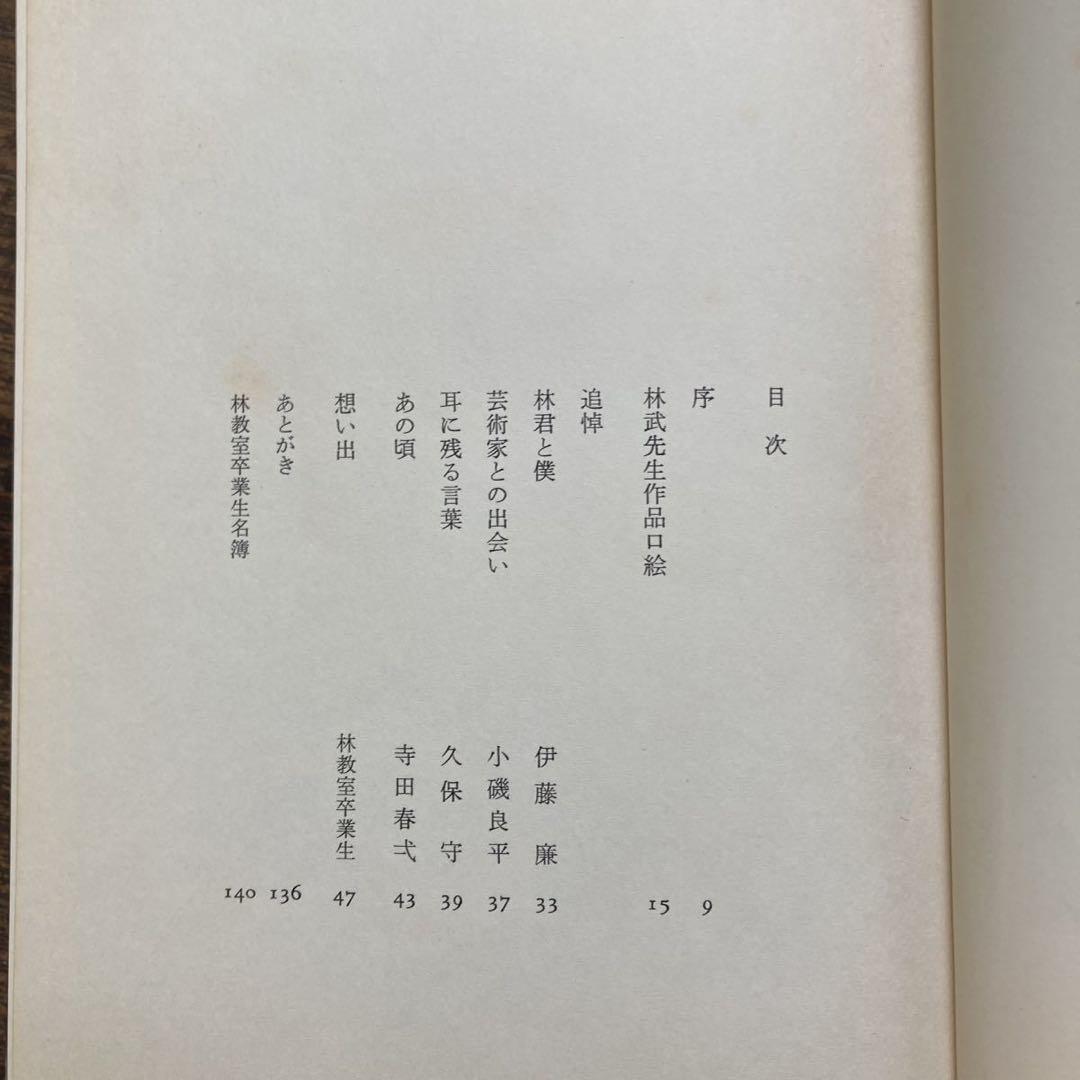 目次
序 9
林武先生作品口絵 15
追悼
林君と僕 伊藤廉 33
芸術家との出会い 小磯良平 37
耳に残る言葉 久保守 39
あの頃 寺田春弌 43
想い出 林教室卒業生 47
あとがき 136
林教室卒業生名簿 140